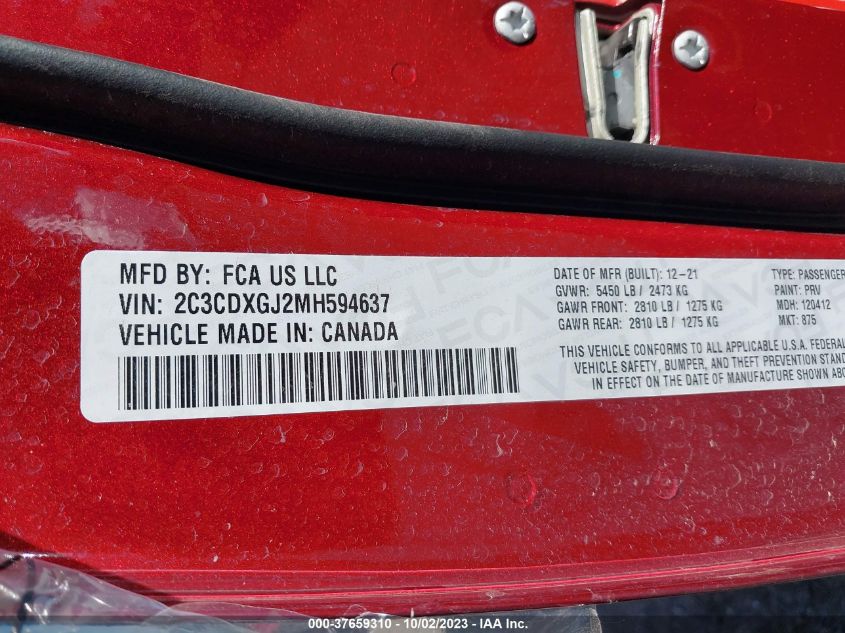 MFD BY: FCA US LLC
VIN: 2C3CDXGJ2MH594637
VEHICLE MADE IN: CANADA
DATE OF MFR (BUILT): 12-21
GVWR: 5450 LB / 2473 KG
GAWR FRONT: 2810 LB / 1275 KG
GAWR REAR: 2810 LB / 1275 KG
TYPE: PASSENGER
PAINT: PRV
MDH: 120412
MKT: 875
THIS VEHICLE CONFORMS TO ALL APPLICABLE U.S.A. FEDERAL
VEHICLE SAFETY, BUMPER, AND THEFT PREVENTION STAND
IN EFFECT ON THE DATE OF MANUFACTURE SHOWN ABO
000-37659310 - 10/02/2023 - IAA Inc.